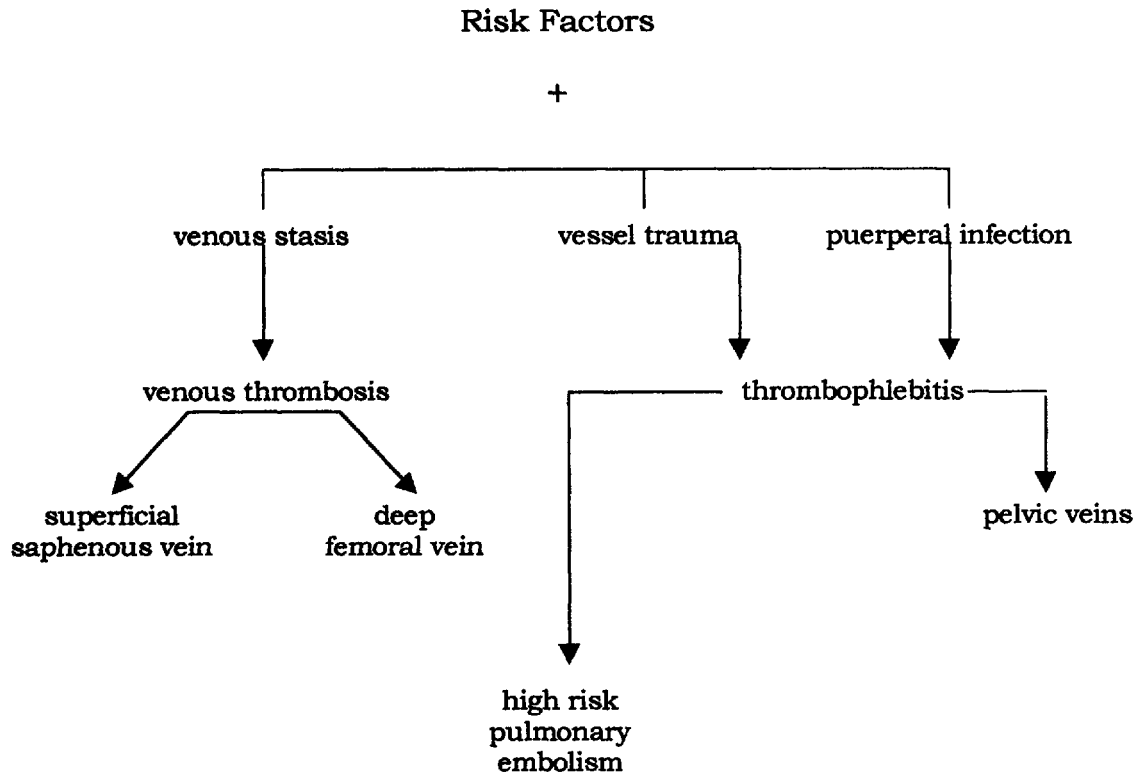 Risk Factors
+
venous stasis
vessel trauma
puerperal infection
venous thrombosis
thrombophlebitis
superficial
saphenous vein
deep
femoral vein
pelvic veins
high risk
pulmonary
embolism